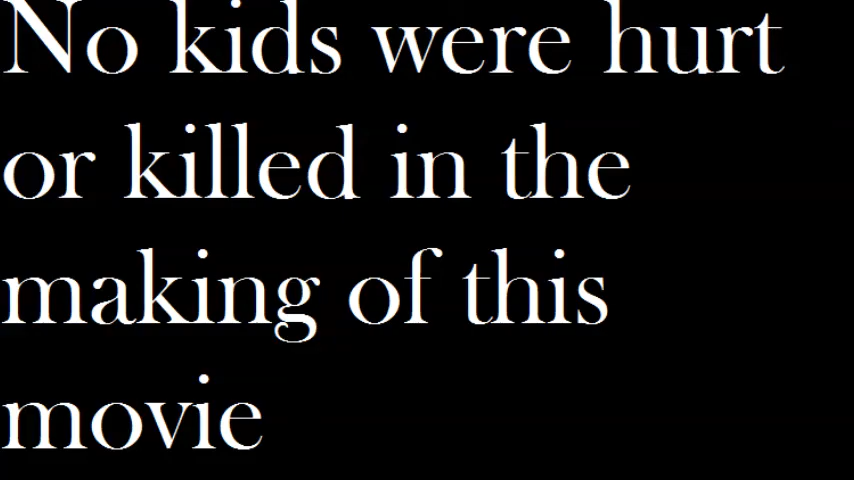 No kids were hurt
or killed in the
making of this
movie